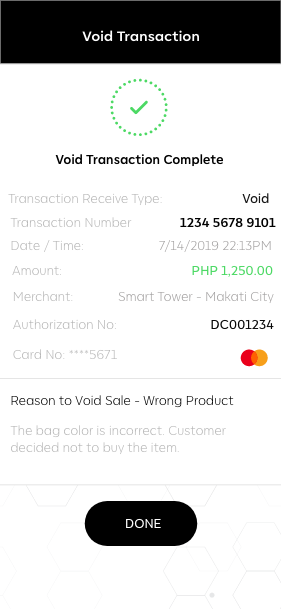 Void Transaction
Void Transaction Complete
Transaction Receive Type: Void
Transaction Number 1234 5678 9101
Date / Time: 7/14/2019 22:13PM
Amount: PHP 1,250.00
Merchant: Smart Tower - Makati City
Authorization No: DC001234
Card No: ****5671
Reason to Void Sale - Wrong Product
The bag color is incorrect. Customer
decided not to buy the item.
DONE